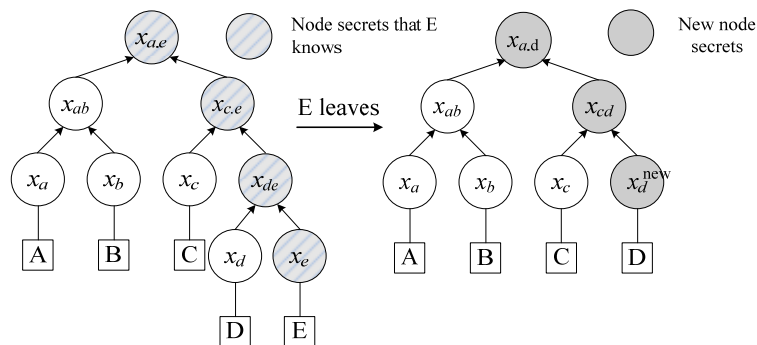 x_{a.e}
Node secrets that E
knows
x_{ab}
x_{c.e}
x_a
x_b
x_c
x_{de}
A
B
C
x_d
x_e
D
E
E leaves
x_{a.d}
New node
secrets
x_{ab}
x_{cd}
x_a
x_b
x_c
x_d^{new}
A
B
C
D